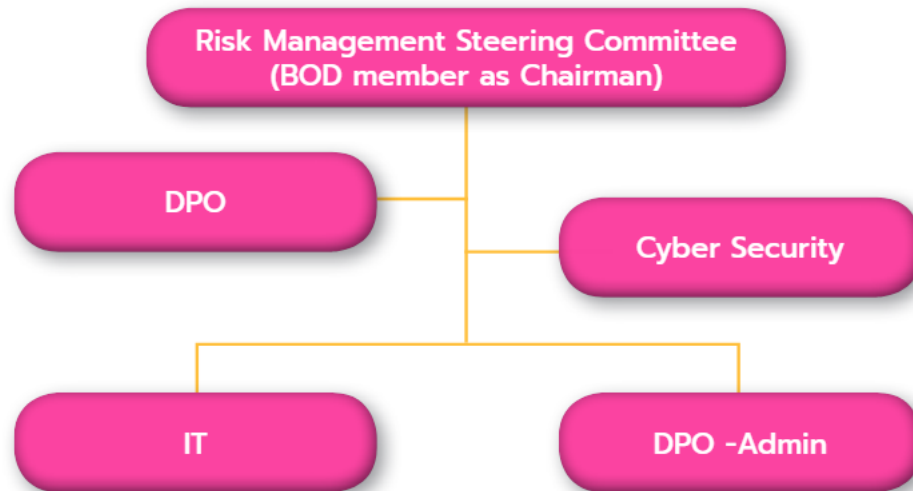 Risk Management Steering Committee
(BOD member as Chairman)
DPO
Cyber Security
IT
DPO -Admin